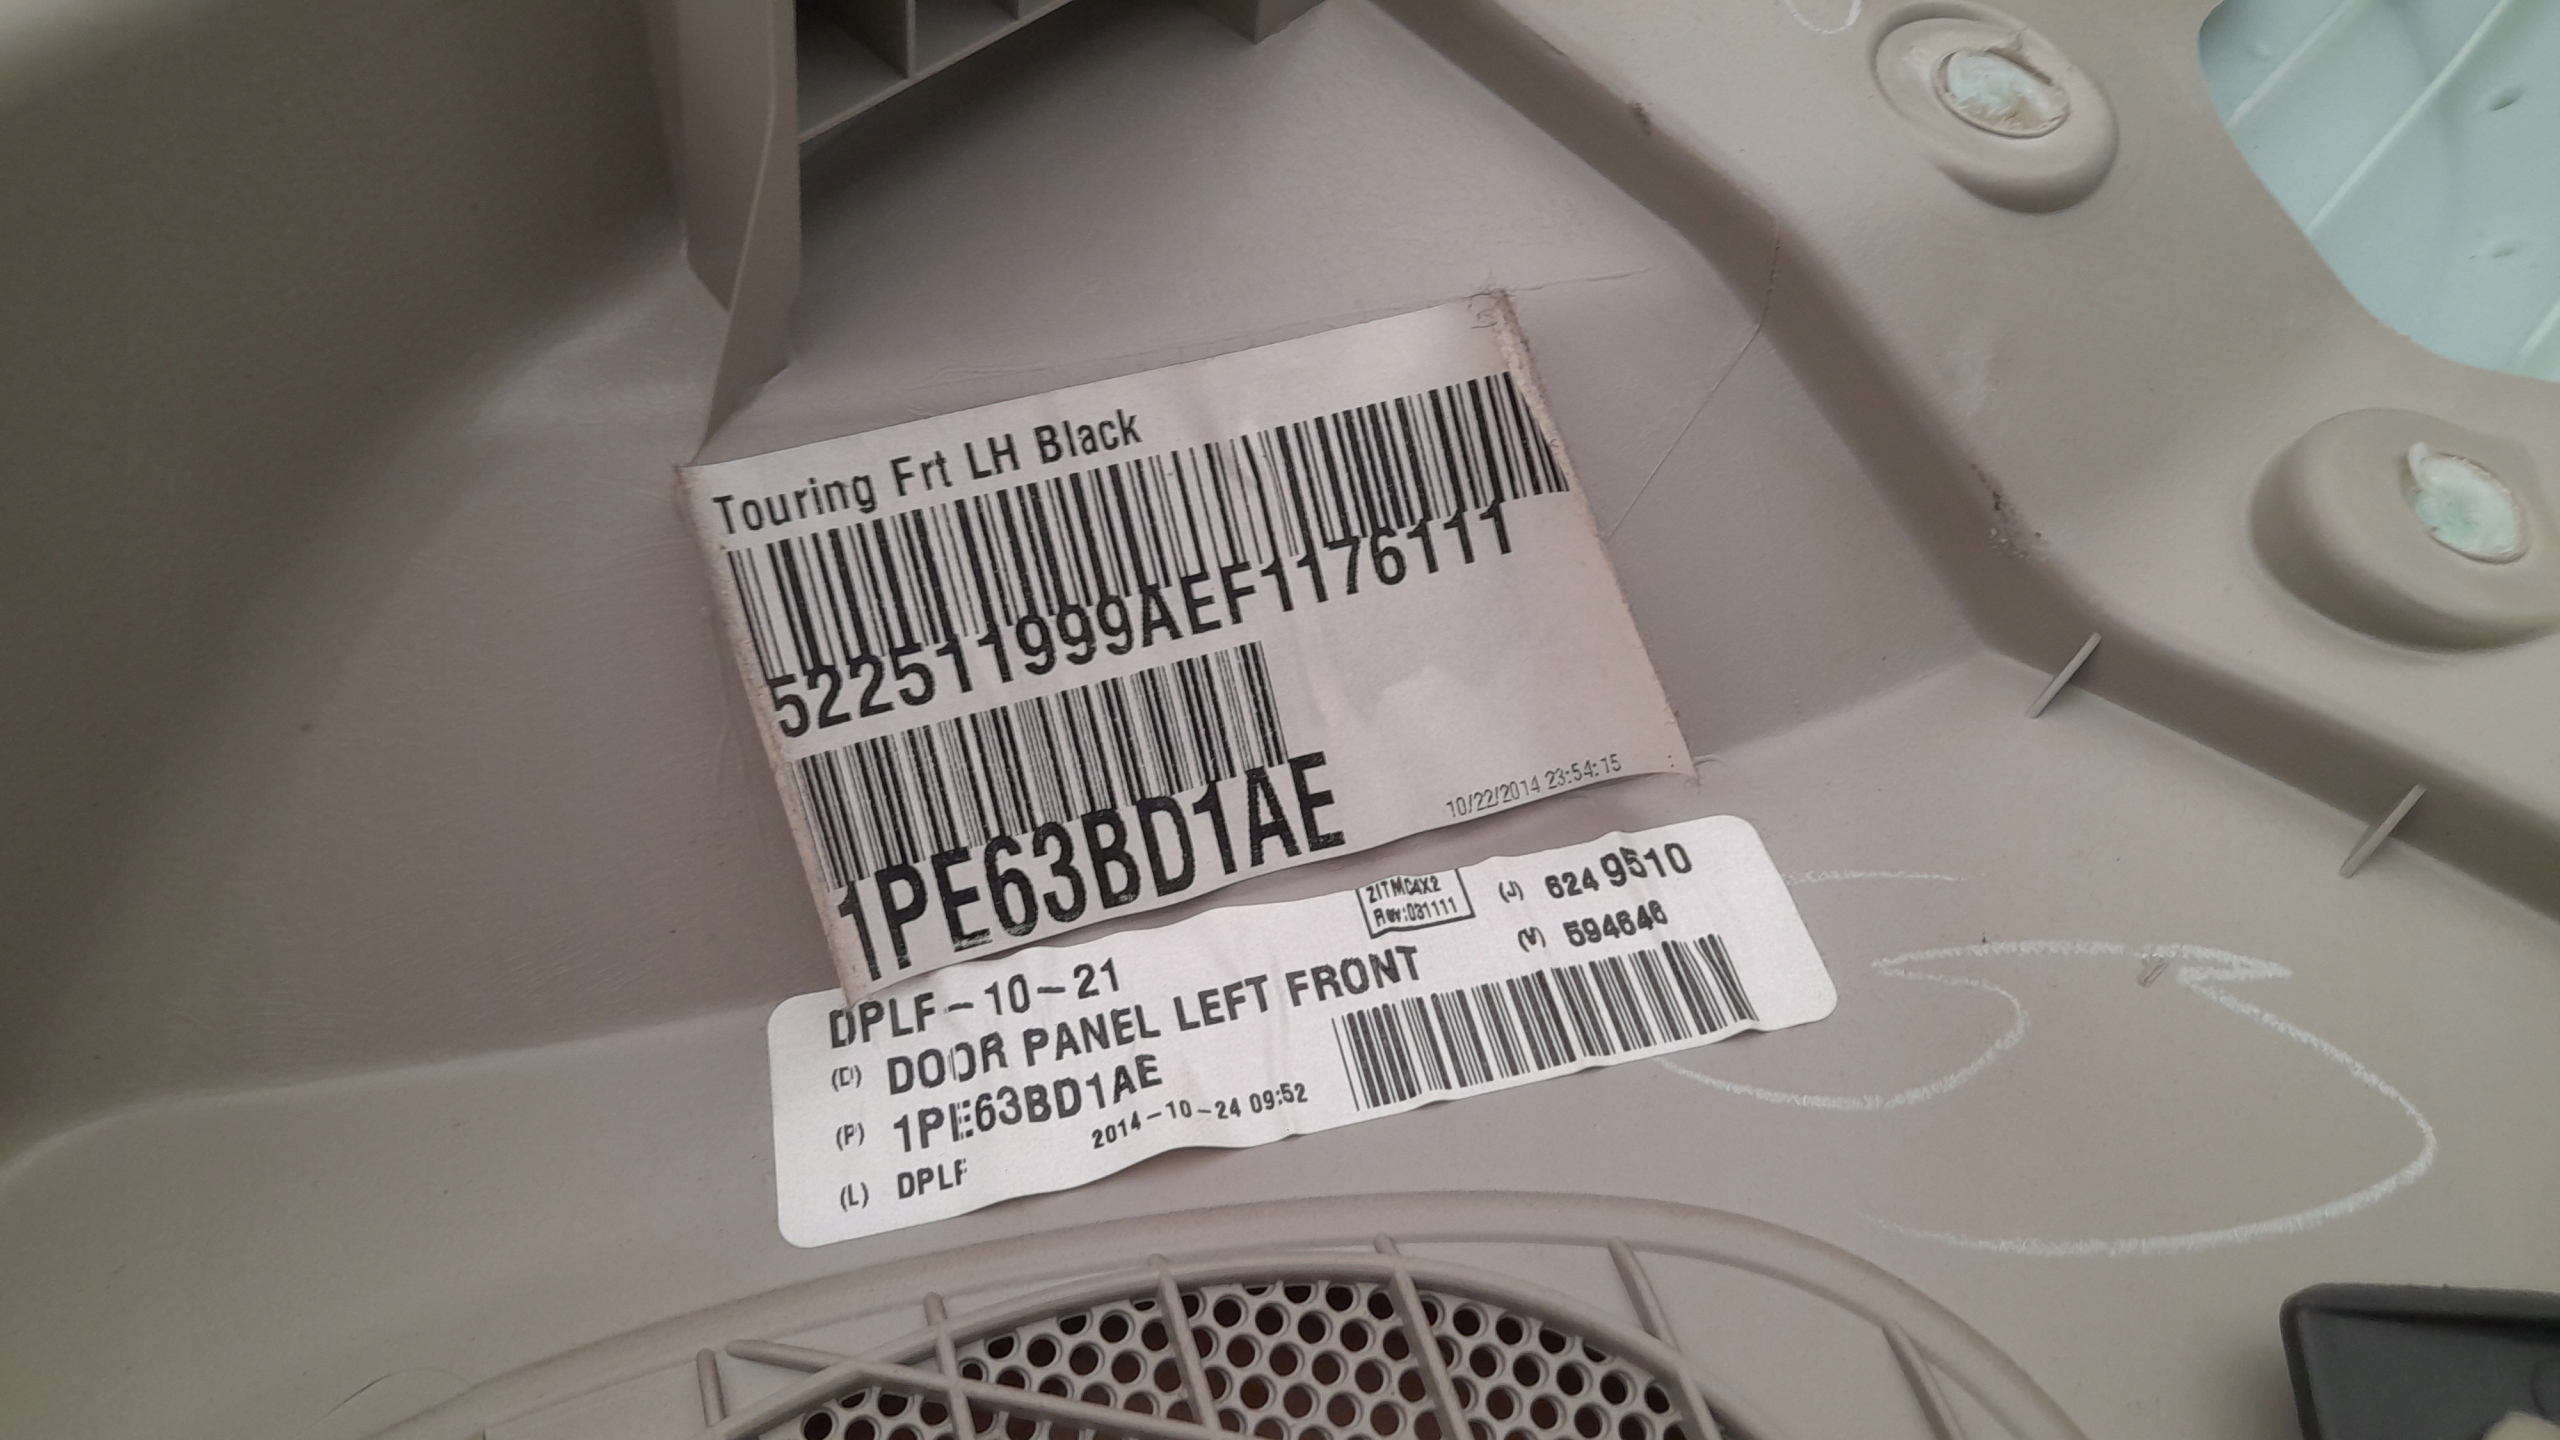 Touring Frt LH Black
522511999AEF1176111
1PE63BD1AE
10/22/2014 23:54:15
ZITMC4X2
Rev:031111
(J) 6249510
(V) 594646
DPLF-10-21
(D) DOOR PANEL LEFT FRONT
(P) 1PE63BD1AE
(L) DPLF
2014-10-24 09:52